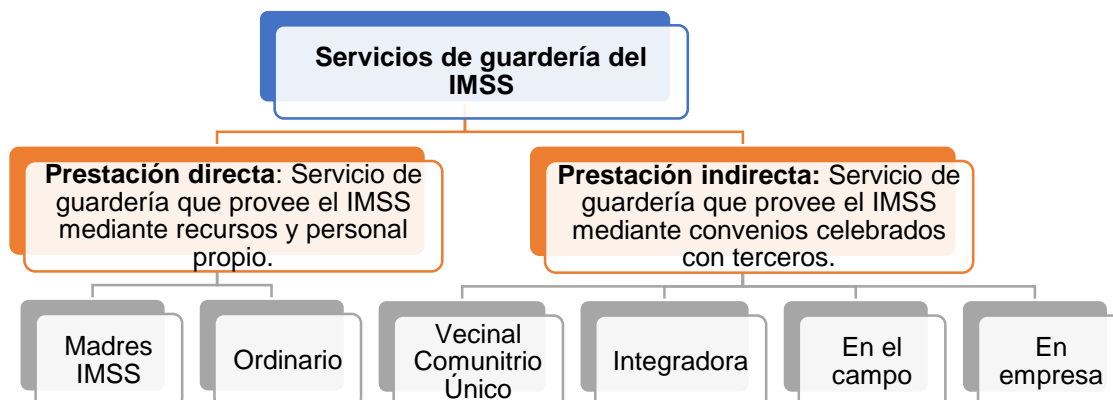 Servicios de guardería del
IMSS
Prestación directa: Servicio de
guardería que provee el IMSS
mediante recursos y personal
propio.
Prestación indirecta: Servicio de
guardería que provee el IMSS
mediante convenios celebrados
con terceros.
Madres
IMSS
Ordinario
Vecinal
Comunitrio
Único
Integradora
En el
campo
En
empresa